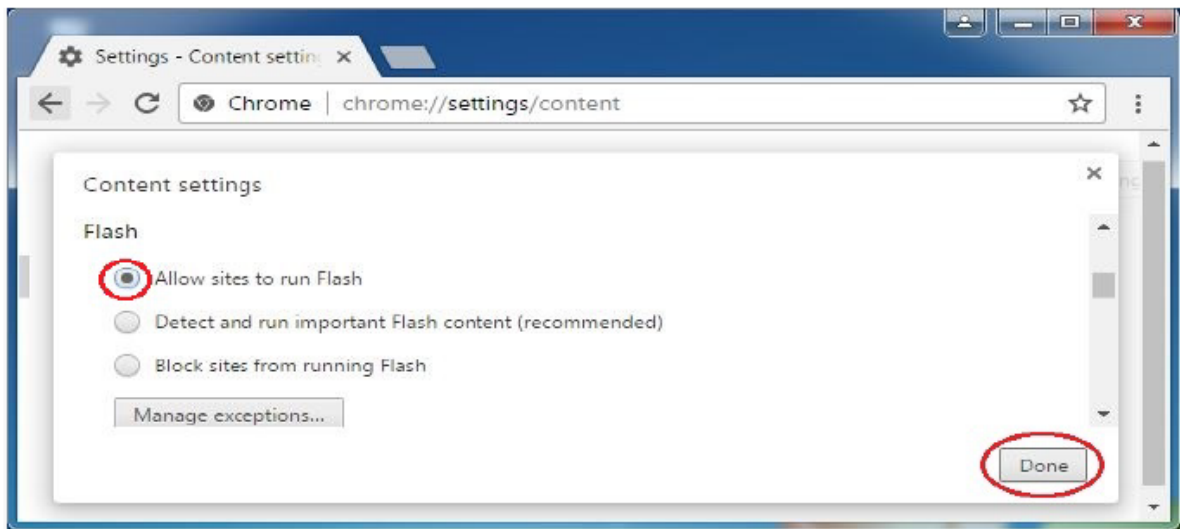 Settings - Content settin
Chrome | chrome://settings/content
Content settings
Flash
Allow sites to run Flash
Detect and run important Flash content (recommended)
Block sites from running Flash
Manage exceptions...
Done